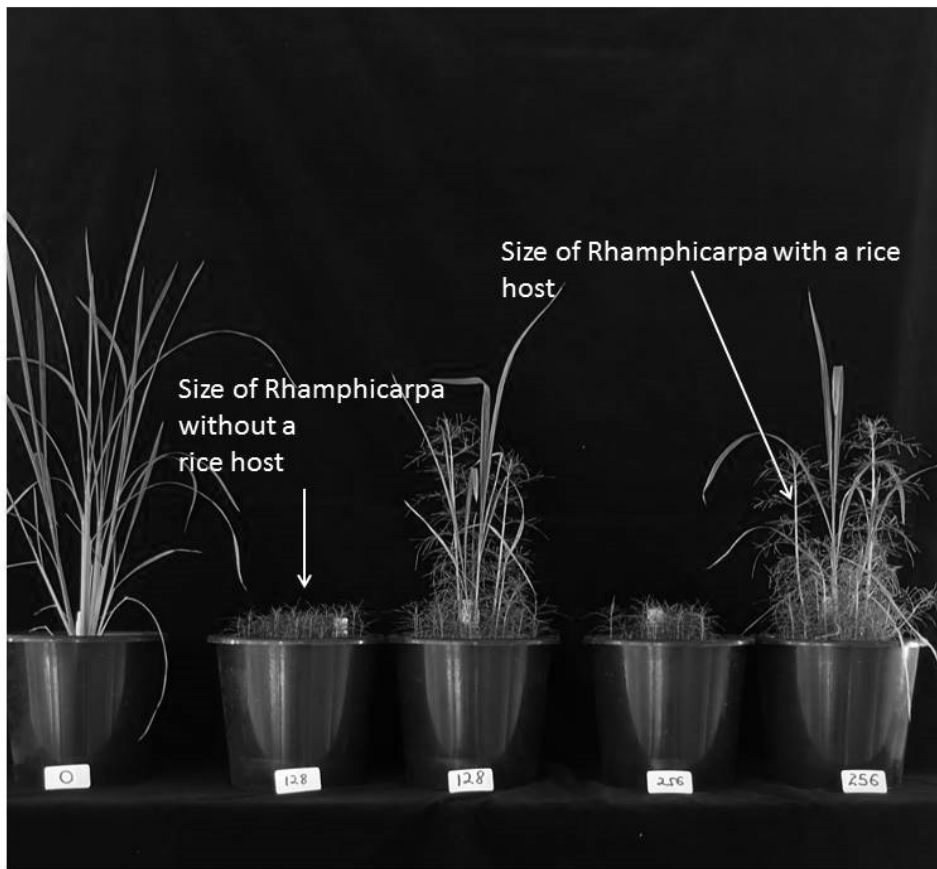 Size of Rhamphicarpa with a rice
host
Size of Rhamphicarpa
without a
rice host
0
128
128
256
256